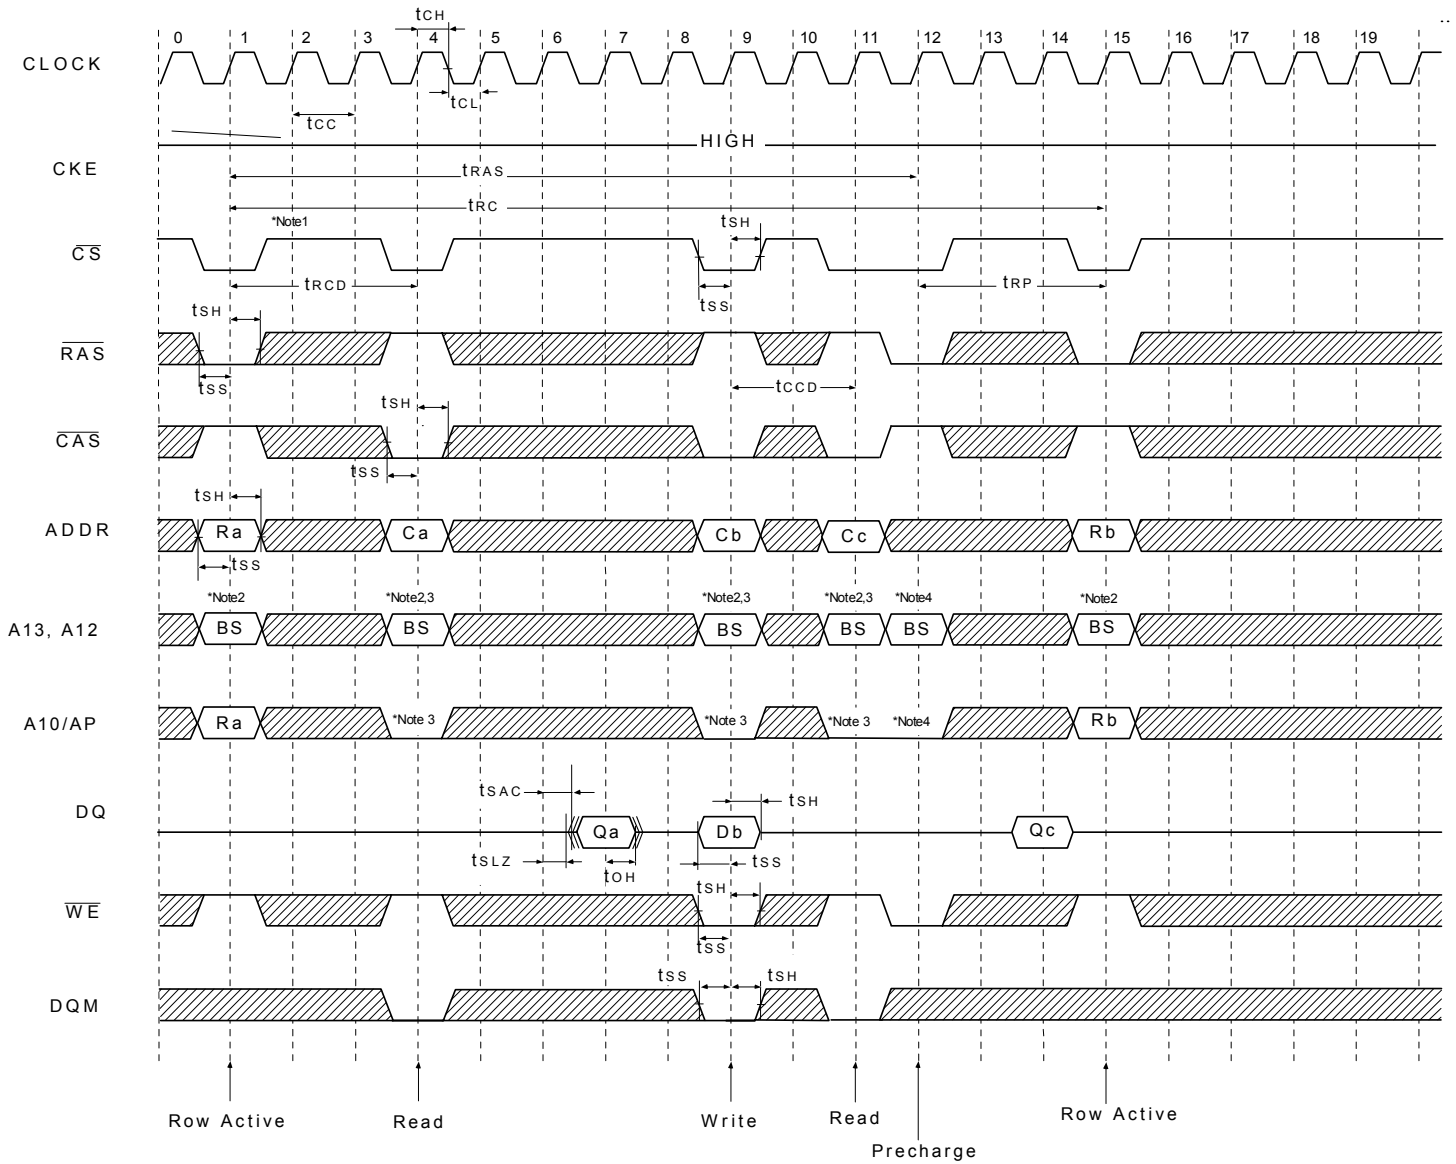 ..
tCH
0 1 2 3 4 5 6 7 8 9 10 11 12 13 14 15 16 17 18 19
CLOCK
tCL
tCC
HIGH
CKE
tRAS
tRC
*Note1
tSH
CS
tRCD
tRP
tSS
tSH
RAS
tSS
tCCD
tSH
CAS
tSS
tSH
ADDR
Ra Ca Cb Cc Rb
tSS
*Note2 *Note2,3 *Note2,3 *Note2,3 *Note4 *Note2
A13, A12
BS BS BS BS BS BS
A10/AP
Ra *Note 3 *Note 3 *Note 3 *Note4 Rb
tSAC
tSH
DQ
Qa Db Qc
tSLZ
tSS
tOH
tSH
WE
tSS
tSS
tSH
DQM
Row Active Read Write Read Row Active
Precharge